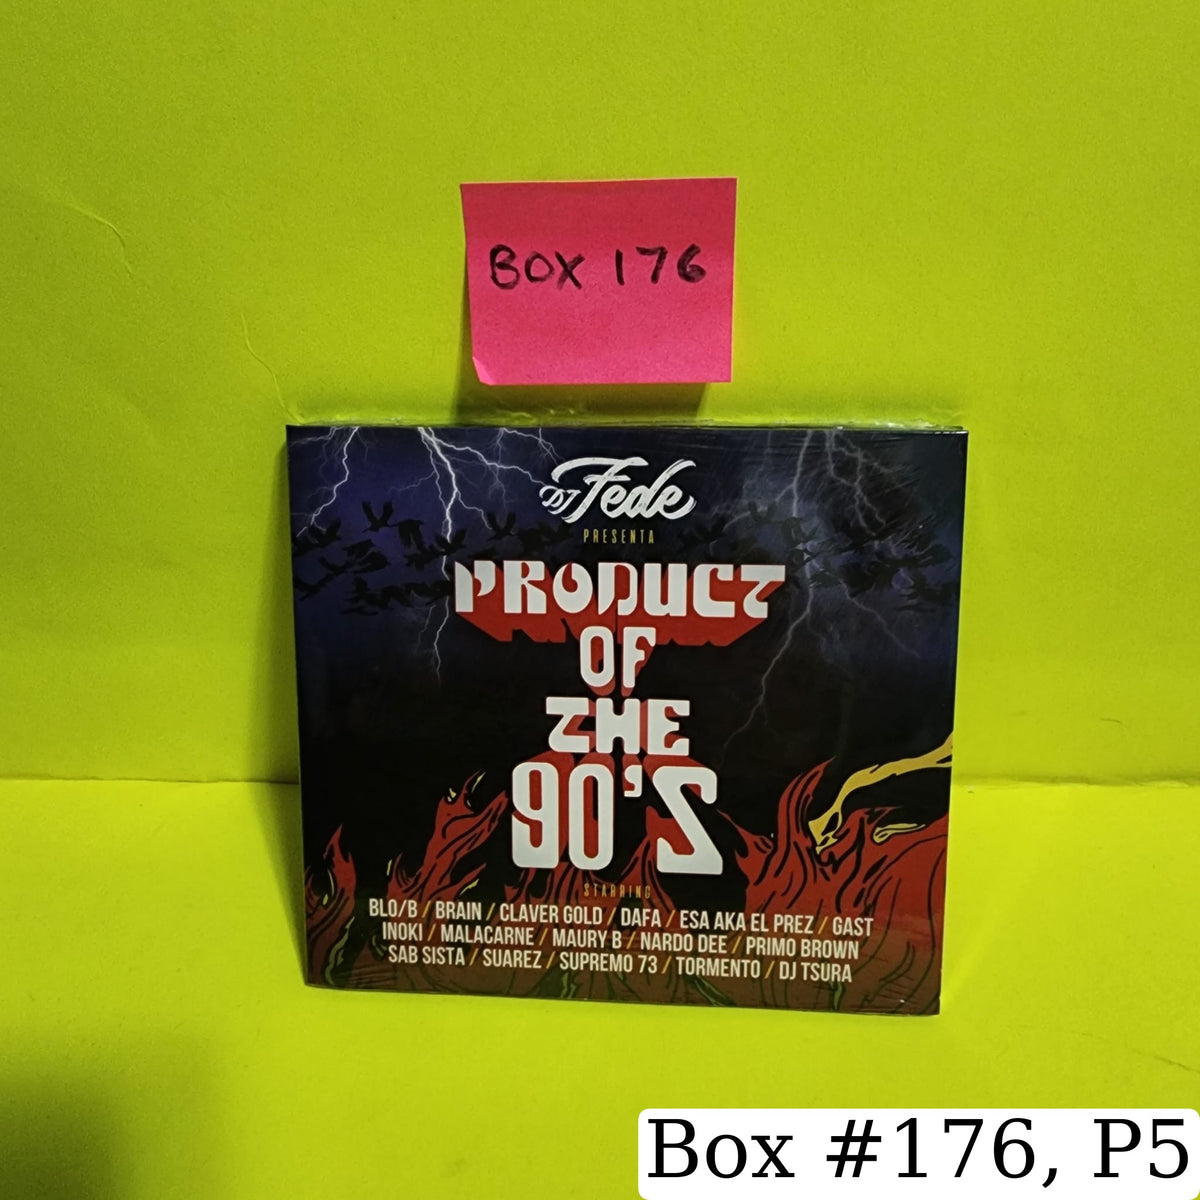 BOX 176
DJ Fede
PRESENTA
PRODUCT
OF
THE
90'S
STARRING
BLO/B / BRAIN / CLAVER GOLD / DAFA / ESA AKA EL PREZ / GAST
INOKI / MALACARNE / MAURY B / NARDO DEE / PRIMO BROWN
SAB SISTA / SUAREZ / SUPREMO 73 / TORMENTO / DJ TSURA
Box #176, P5